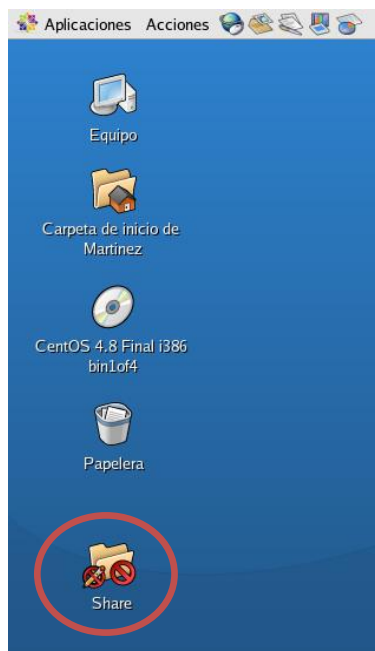 Aplicaciones Acciones
Equipo
Carpeta de inicio de
Martinez
CentOS 4.8 Final i386
bin1of4
Papelera
Share